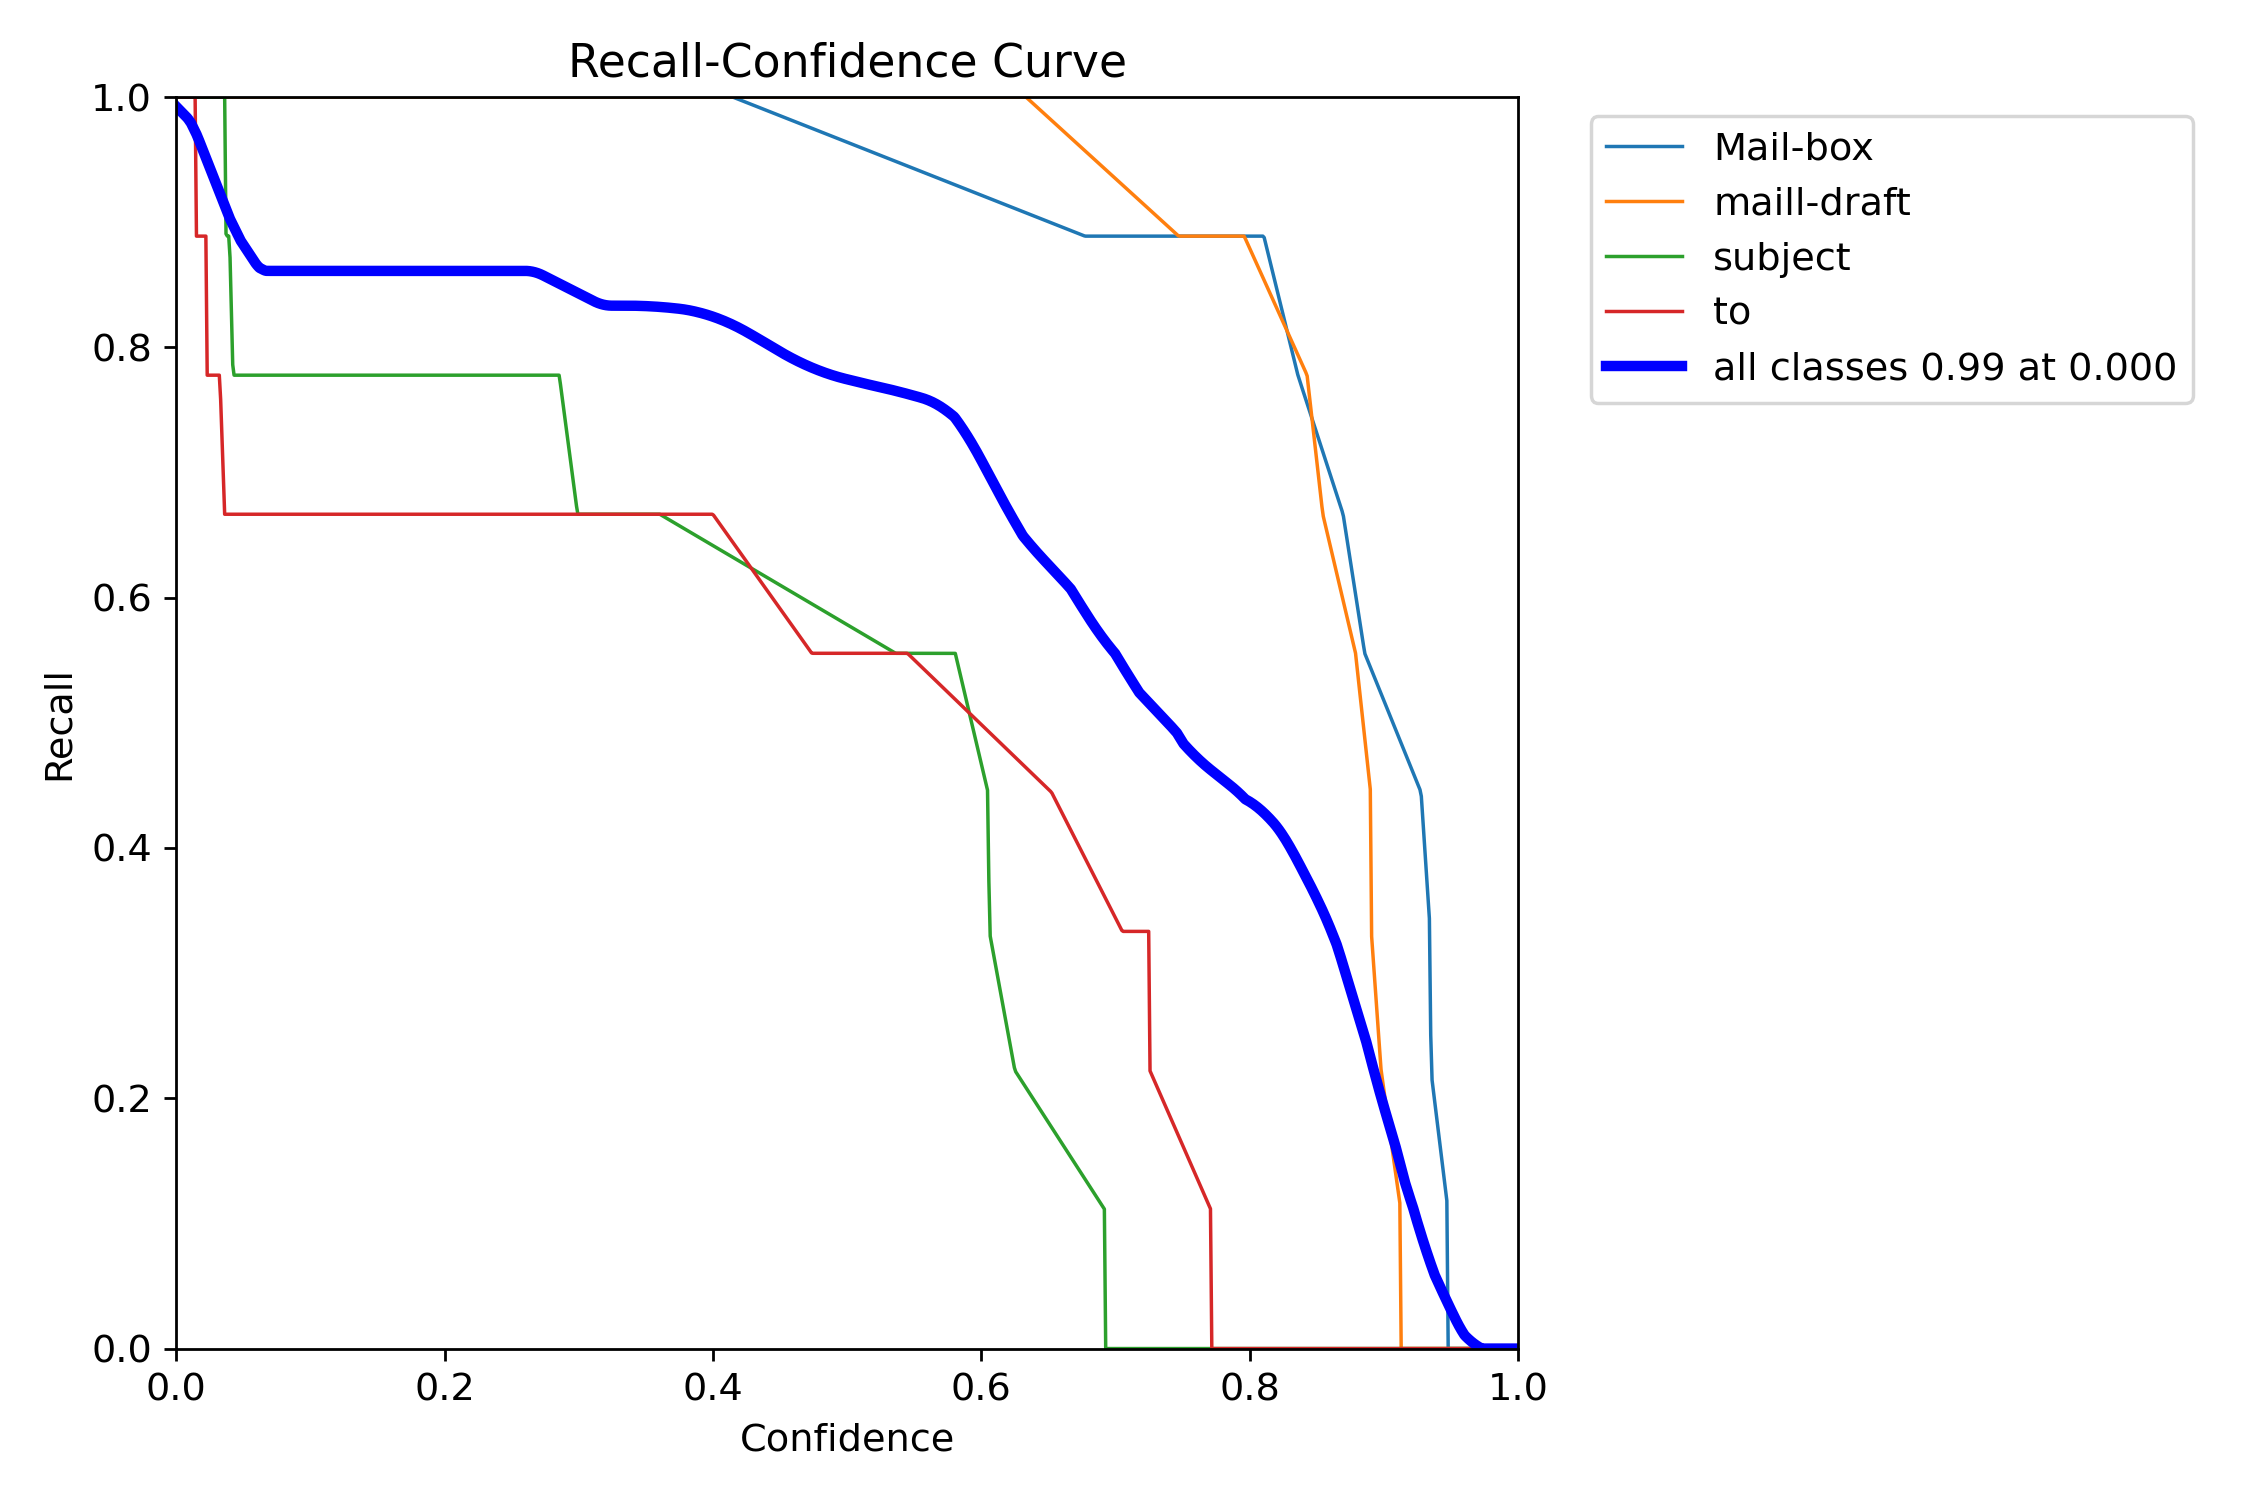 Recall-Confidence Curve
1.0
0.8
0.6
0.4
0.2
0.0
Recall
0.0 0.2 0.4 0.6 0.8 1.0
Confidence
Mail-box
maill-draft
subject
to
all classes 0.99 at 0.000